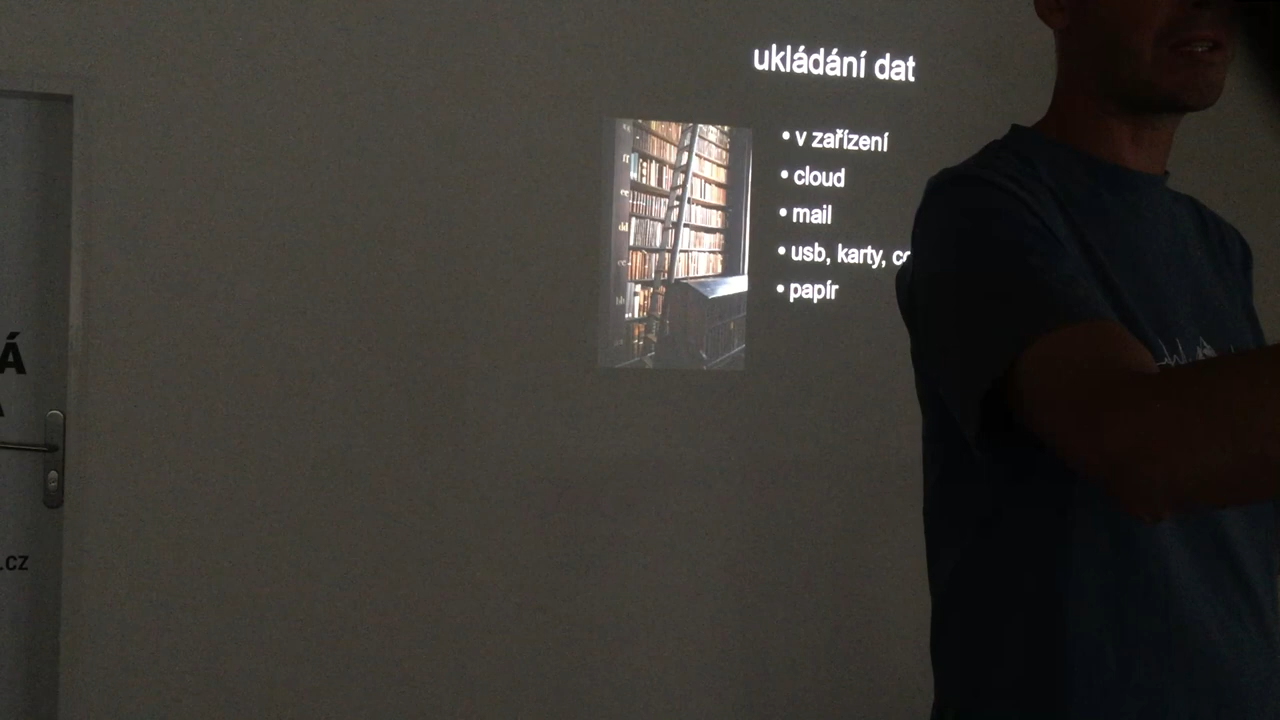 ukládání dat
• v zařízení
• cloud
• mail
• usb, karty,
• papír
Á
.cz